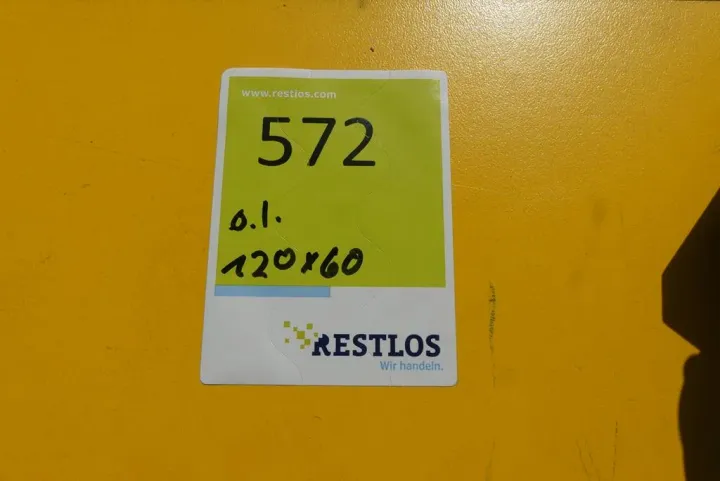 www.restlos.com
572
o.l.
120x60
RESTLOS
Wir handeln.